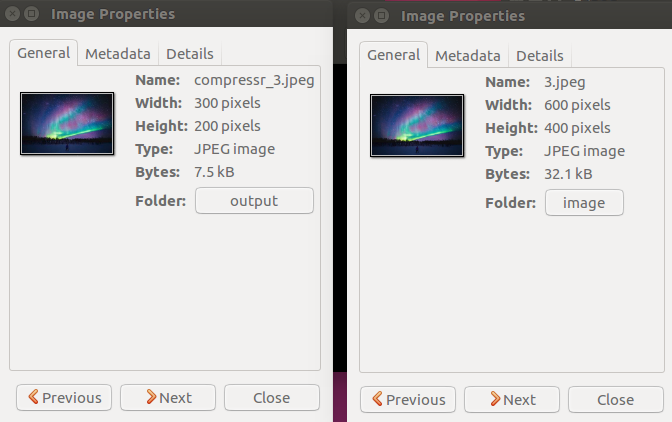 Image Properties
General Metadata Details
Name: compressr_3.jpeg
Width: 300 pixels
Height: 200 pixels
Type: JPEG image
Bytes: 7.5 kB
Folder: output
Previous Next Close
Image Properties
General Metadata Details
Name: 3.jpeg
Width: 600 pixels
Height: 400 pixels
Type: JPEG image
Bytes: 32.1 kB
Folder: image
Previous Next Close